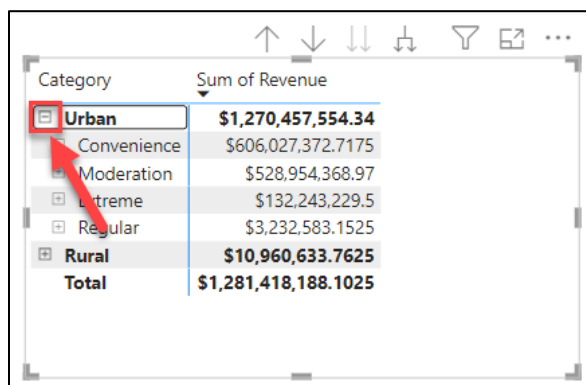 Category Sum of Revenue
Urban $1,270,457,554.34
Convenience $606,027,372.7175
Moderation $528,954,368.97
Extreme $132,243,229.5
Regular $3,232,583.1525
Rural $10,960,633.7625
Total $1,281,418,188.1025